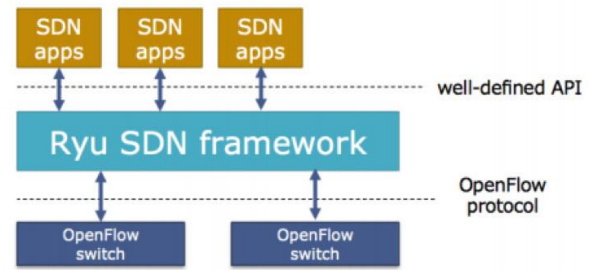 SDN SDN SDN
apps apps apps
well-defined API
Ryu SDN framework
OpenFlow
protocol
OpenFlow OpenFlow
switch switch